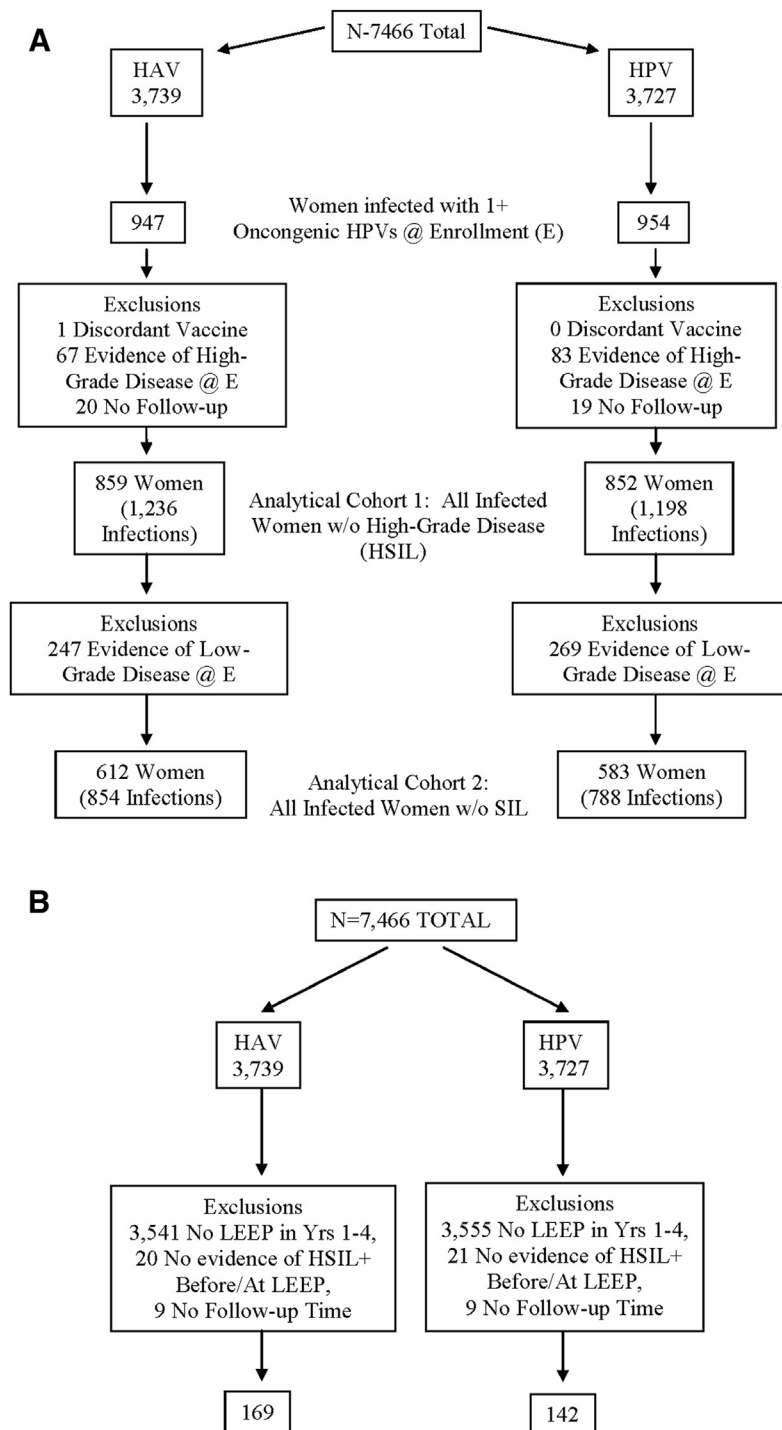 A
N-7466 Total
HAV
3,739
HPV
3,727
947
Women infected with 1+
Oncongenic HPVs @ Enrollment (E)
954
Exclusions
1 Discordant Vaccine
67 Evidence of High-
Grade Disease @ E
20 No Follow-up
Exclusions
0 Discordant Vaccine
83 Evidence of High-
Grade Disease @ E
19 No Follow-up
859 Women
(1,236
Infections)
Analytical Cohort 1:  All Infected
Women w/o High-Grade Disease
(HSIL)
852 Women
(1,198
Infections)
Exclusions
247 Evidence of Low-
Grade Disease @ E
Exclusions
269 Evidence of Low-
Grade Disease @ E
612 Women
(854 Infections)
Analytical Cohort 2:
All Infected Women w/o SIL
583 Women
(788 Infections)
B
N=7,466 TOTAL
HAV
3,739
HPV
3,727
Exclusions
3,541 No LEEP in Yrs 1-4,
20 No evidence of HSIL+
Before/At LEEP,
9 No Follow-up Time
Exclusions
3,555 No LEEP in Yrs 1-4,
21 No evidence of HSIL+
Before/At LEEP,
9 No Follow-up Time
169
142